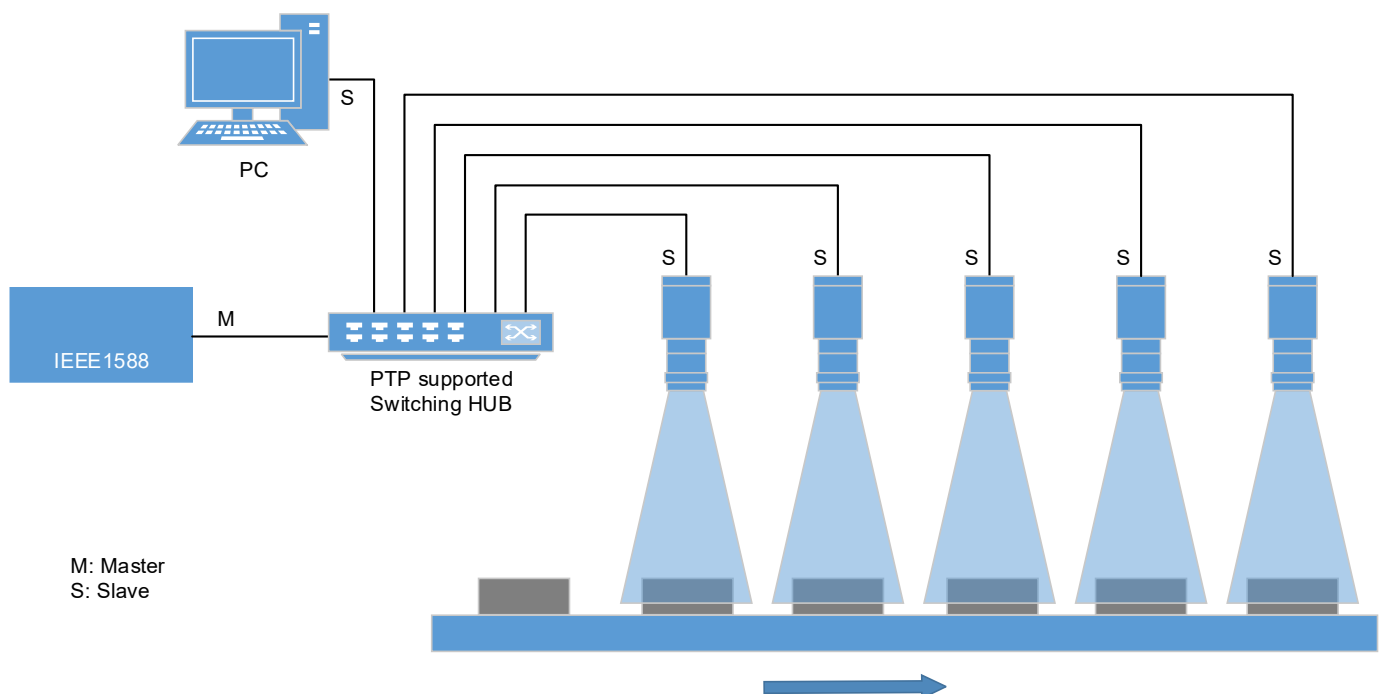 S
PC
S
S
S
S
S
M
IEEE1588
PTP supported
Switching HUB
M: Master
S: Slave